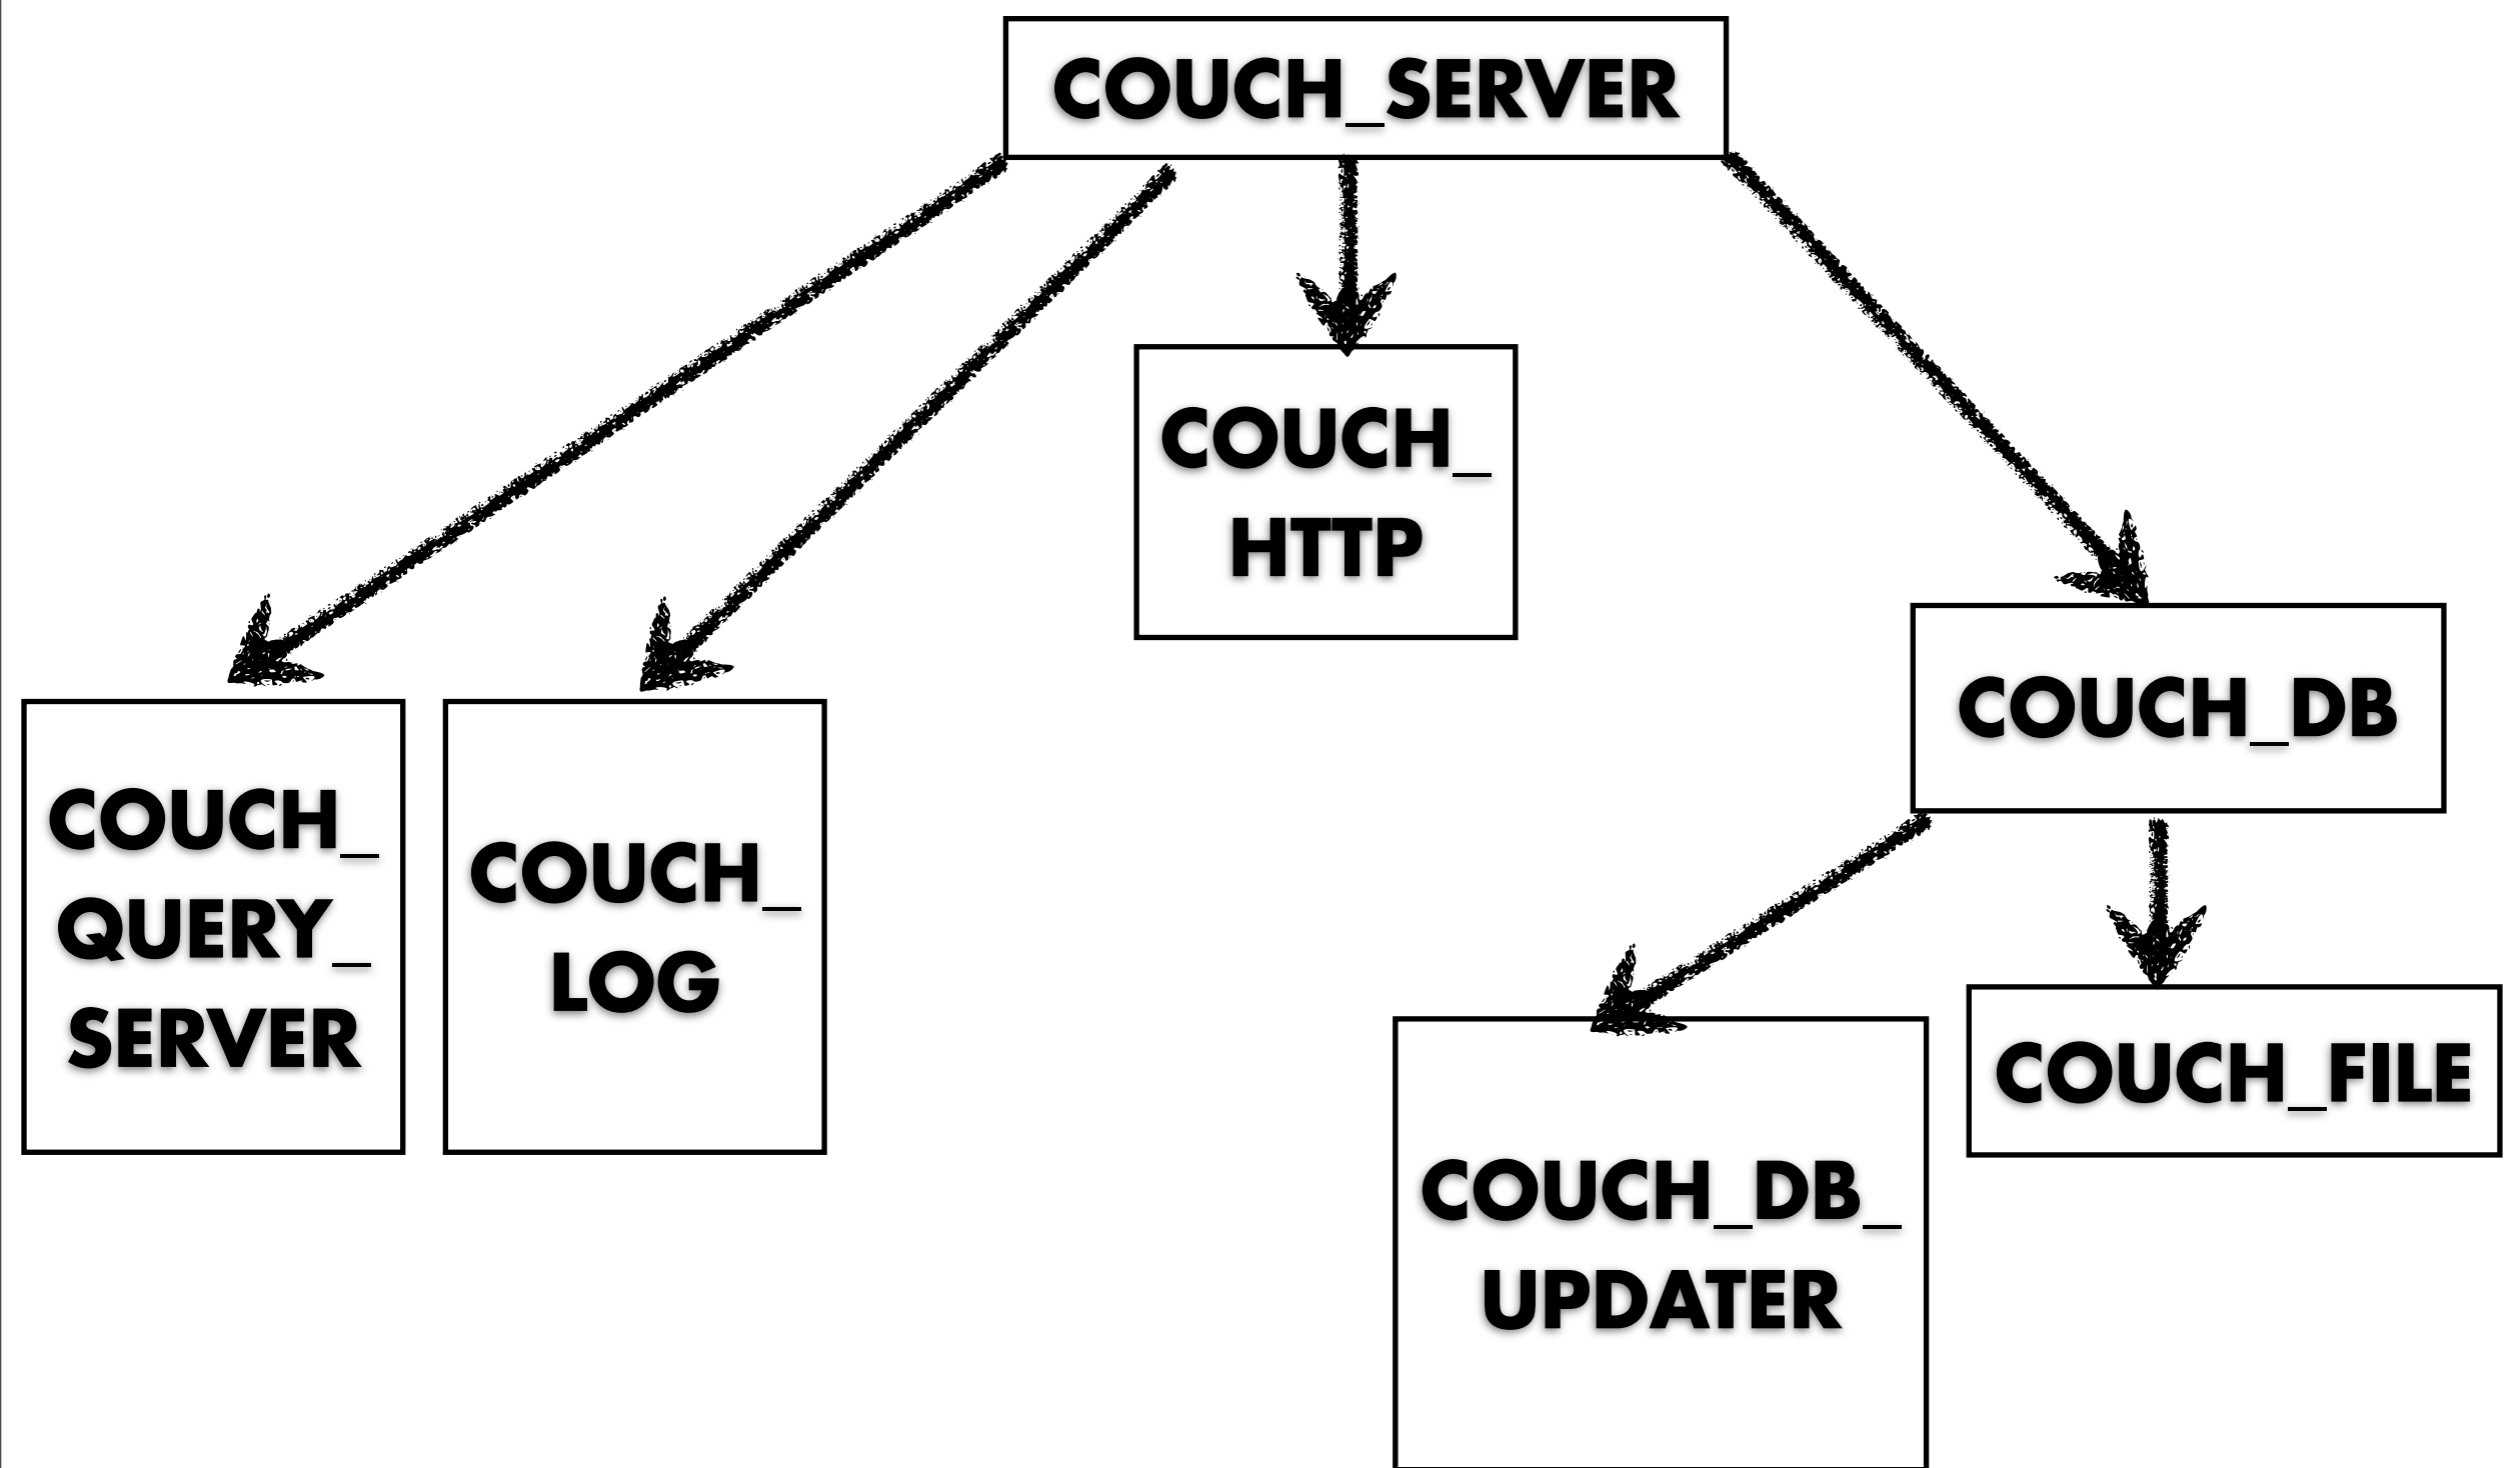 COUCH_SERVER
COUCH_
HTTP
COUCH_DB
COUCH_
QUERY_
SERVER
COUCH_
LOG
COUCH_DB_
UPDATER
COUCH_FILE